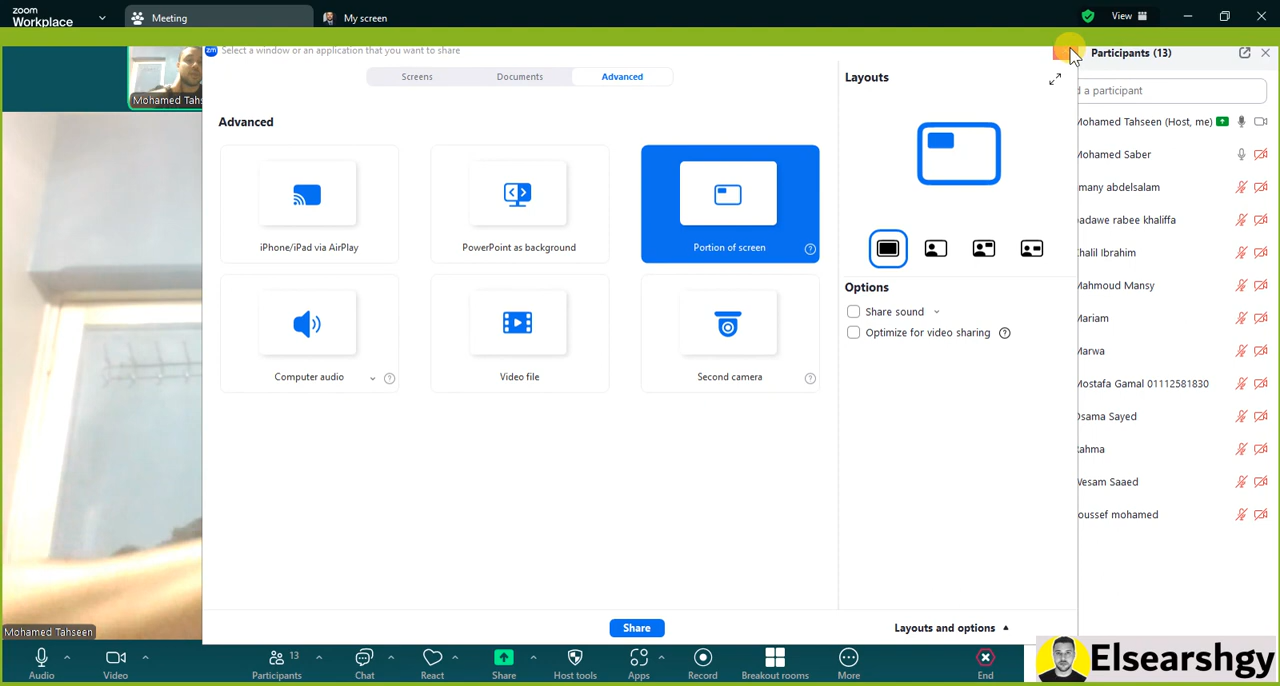 zoom
Workplace
Meeting
My screen
View
Select a window or an application that you want to share
Participants (13)
Screens
Documents
Advanced
Layouts
d a participant
Advanced
Mohamed Tahseen (Host, me)
Mohamed Tahs
Mohamed Saber
many abdelsalam
adawe rabee khaliffa
iPhone/iPad via AirPlay
PowerPoint as background
Portion of screen
halil Ibrahim
Options
Mahmoud Mansy
Share sound
Mariam
Optimize for video sharing
Marwa
Computer audio
Video file
Second camera
Mostafa Gamal 01112581830
Osama Sayed
ahma
Wesam Saaed
oussef mohamed
Mohamed Tahseen
Share
Layouts and options
13
Audio
Video
Participants
Chat
React
Share
Host tools
Apps
Record
Breakout rooms
More
End
Elsearshgy